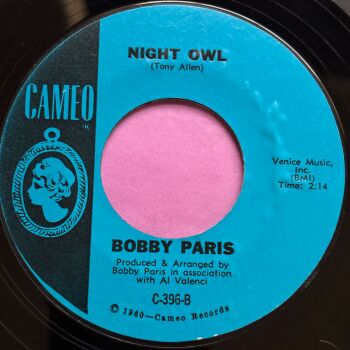 NIGHT OWL
(Tony Allen)
CAMEO
Venice Music,
Inc.
(BMI)
Time: 2:14
BOBBY PARIS
Produced & Arranged by
Bobby Paris in association
with Al Valenci
C-396-B
© 1960—Cameo Records